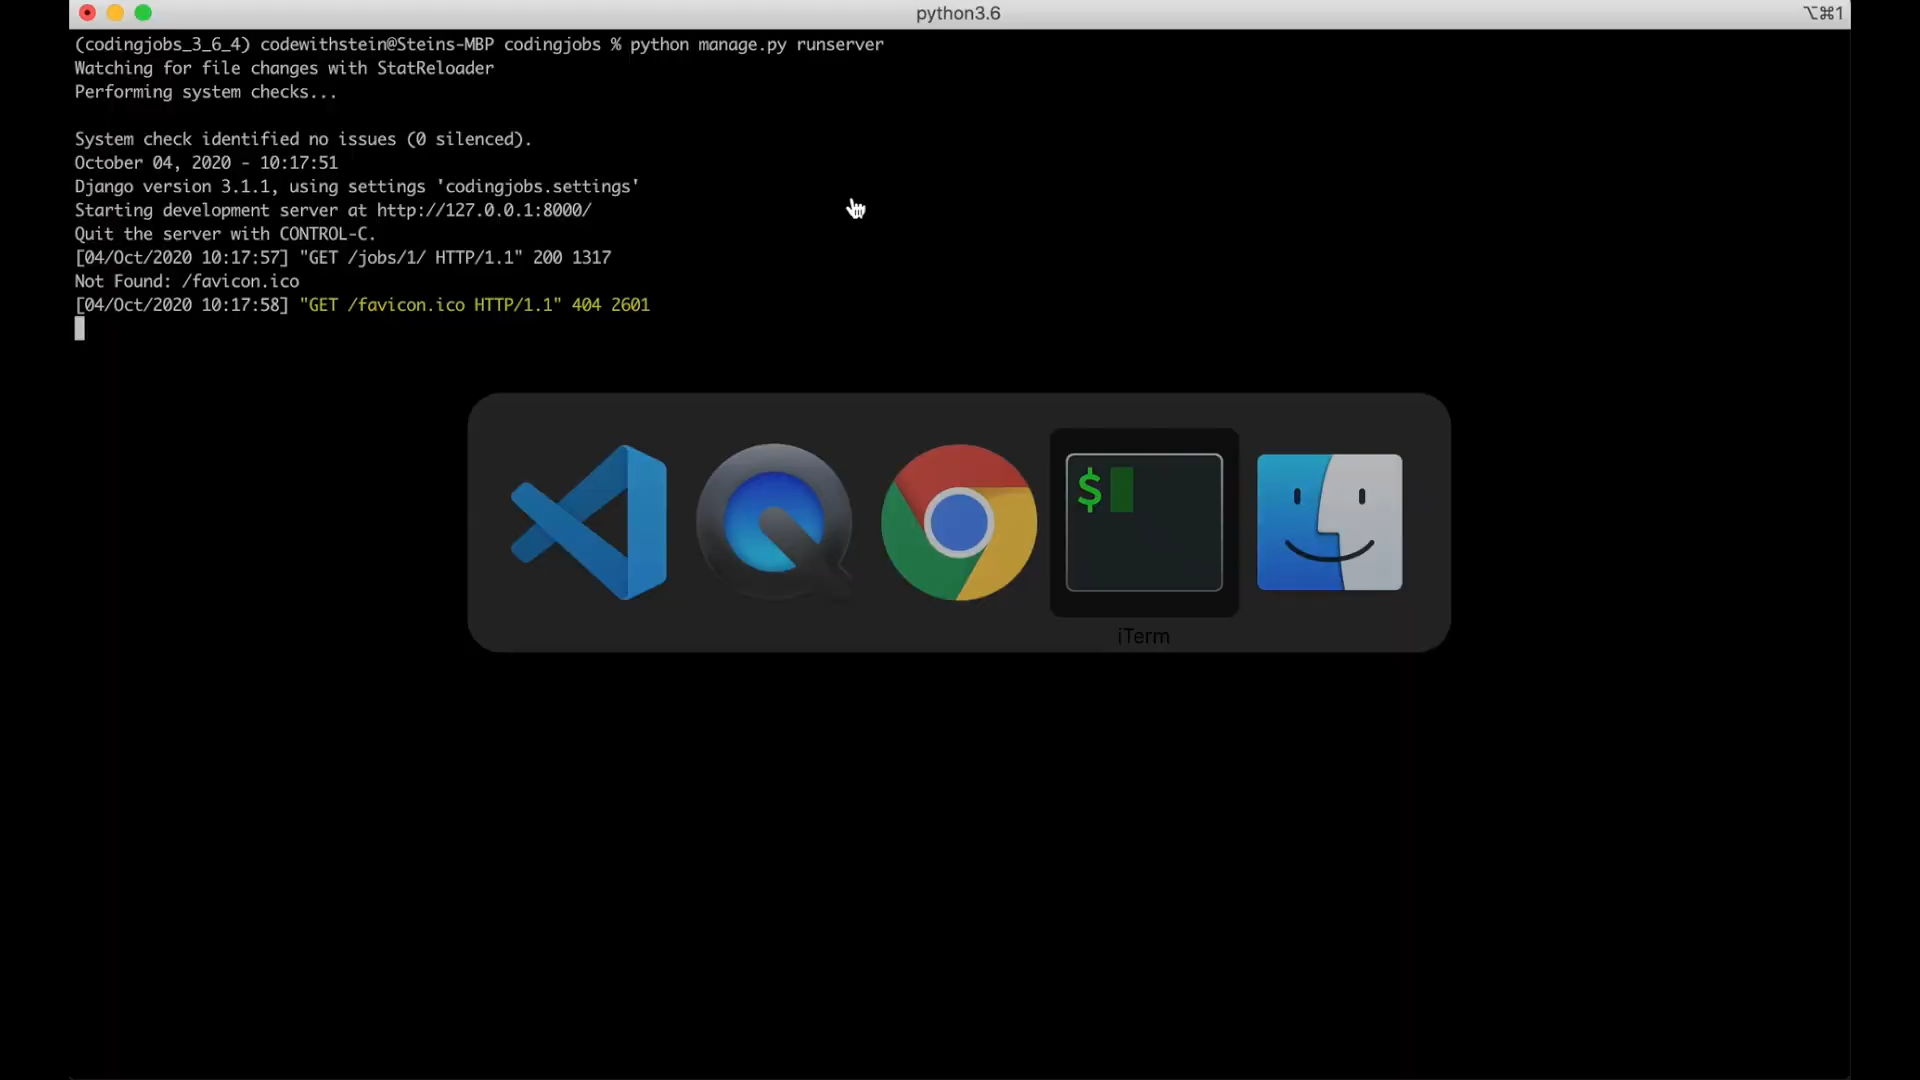 python3.6
⌥⌘1
(codingjobs_3_6_4) codewithstein@Steins-MBP codingjobs % python manage.py runserver
Watching for file changes with StatReloader
Performing system checks...
System check identified no issues (0 silenced).
October 04, 2020 - 10:17:51
Django version 3.1.1, using settings 'codingjobs.settings'
Starting development server at http://127.0.0.1:8000/
Quit the server with CONTROL-C.
[04/Oct/2020 10:17:57] "GET /jobs/1/ HTTP/1.1" 200 1317
Not Found: /favicon.ico
[04/Oct/2020 10:17:58] "GET /favicon.ico HTTP/1.1" 404 2601
$
iTerm